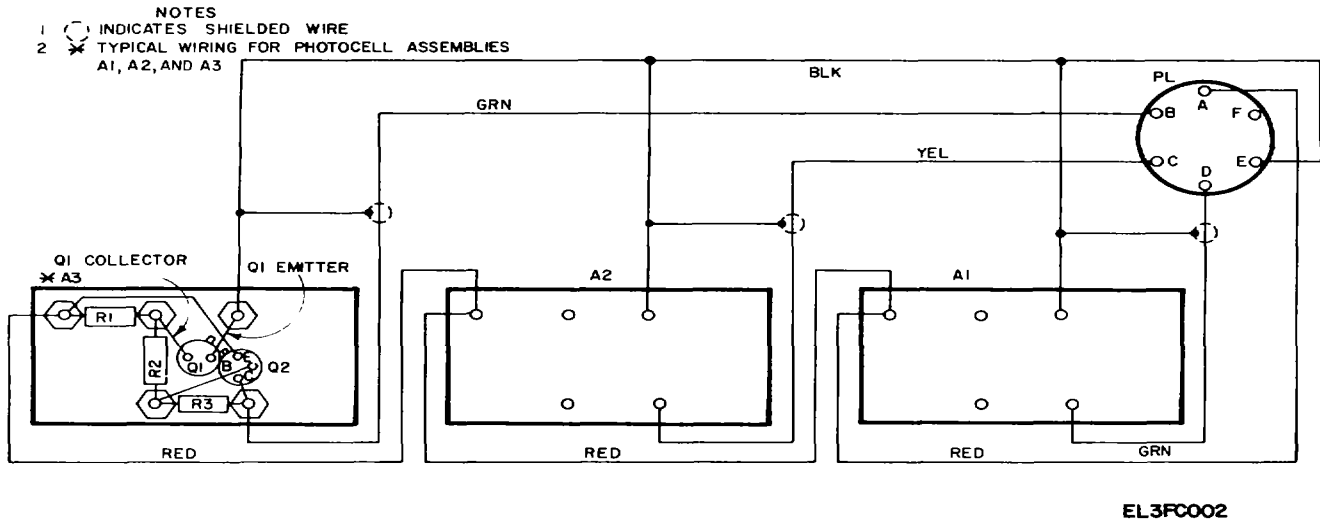 NOTES
1 INDICATES SHIELDED WIRE
2 * TYPICAL WIRING FOR PHOTOCELL ASSEMBLIES
A1, A2, AND A3
BLK
PL
A
B
F
GRN
YEL
C
E
D
Q1 COLLECTOR
Q1 EMITTER
* A3
A2
A1
R1
R2
Q1
B
E
C
Q2
R3
RED
RED
RED
GRN
EL3FC002